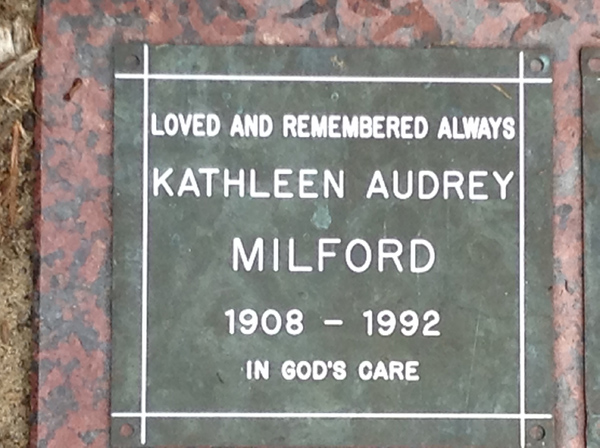 LOVED AND REMEMBERED ALWAYS
KATHLEEN AUDREY
MILFORD
1908 - 1992
IN GOD'S CARE